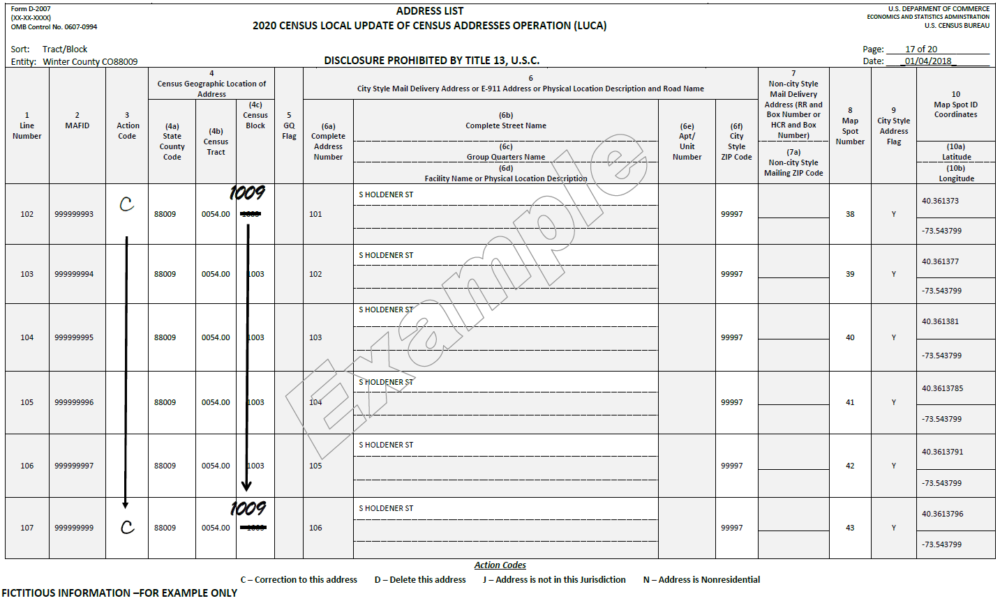 Form D-2007
(XX-XX-XXXX)
OMB Control No. 0607-0994
ADDRESS LIST
2020 CENSUS LOCAL UPDATE OF CENSUS ADDRESSES OPERATION (LUCA)
U.S. DEPARMENT OF COMMERCE
ECONOMICS AND STATISTICS ADMINSTRATION
U.S. CENSUS BUREAU
Sort: Tract/Block
Entity: Winter County CO88009
DISCLOSURE PROHIBITED BY TITLE 13, U.S.C.
Page: 17 of 20
Date: _01/04/2018_
1
Line
Number
2
MAFID
3
Action
Code
4
Census Geographic Location of
Address
(4a)
State
County
Code
(4b)
Census
Tract
(4c)
Census
Block
5
GQ
Flag
6
City Style Mail Delivery Address or E-911 Address or Physical Location Description and Road Name
(6a)
Complete
Address
Number
(6b)
Complete Street Name
(6c)
Group Quarters Name
(6d)
Facility Name or Physical Location Description
(6e)
Apt/
Unit
Number
(6f)
City
Style
ZIP Code
7
Non-city Style
Mail Delivery
Address (RR and
Box Number or
HCR and Box
Number)
(7a)
Non-city Style
Mailing ZIP Code
8
Map
Spot
Number
9
City Style
Address
Flag
10
Map Spot ID
Coordinates
(10a)
Latitude
(10b)
Longitude
102 999999993 C 88009 0054.00 1009 101 S HOLDENER ST 99997 38 Y 40.361373
-73.543799
103 999999994 88009 0054.00 1003 102 S HOLDENER ST 99997 39 Y 40.361377
-73.543799
104 999999995 88009 0054.00 1003 103 S HOLDENER ST 99997 40 Y 40.361381
-73.543799
105 999999996 88009 0054.00 1003 104 S HOLDENER ST 99997 41 Y 40.3613785
-73.543799
106 999999997 88009 0054.00 1003 105 S HOLDENER ST 99997 42 Y 40.3613791
-73.543799
107 999999999 C 88009 0054.00 1009 106 S HOLDENER ST 99997 43 Y 40.3613796
-73.543799
Example
Action Codes
C – Correction to this address D – Delete this address J – Address is not in this Jurisdiction N – Address is Nonresidential
FICTITIOUS INFORMATION –FOR EXAMPLE ONLY